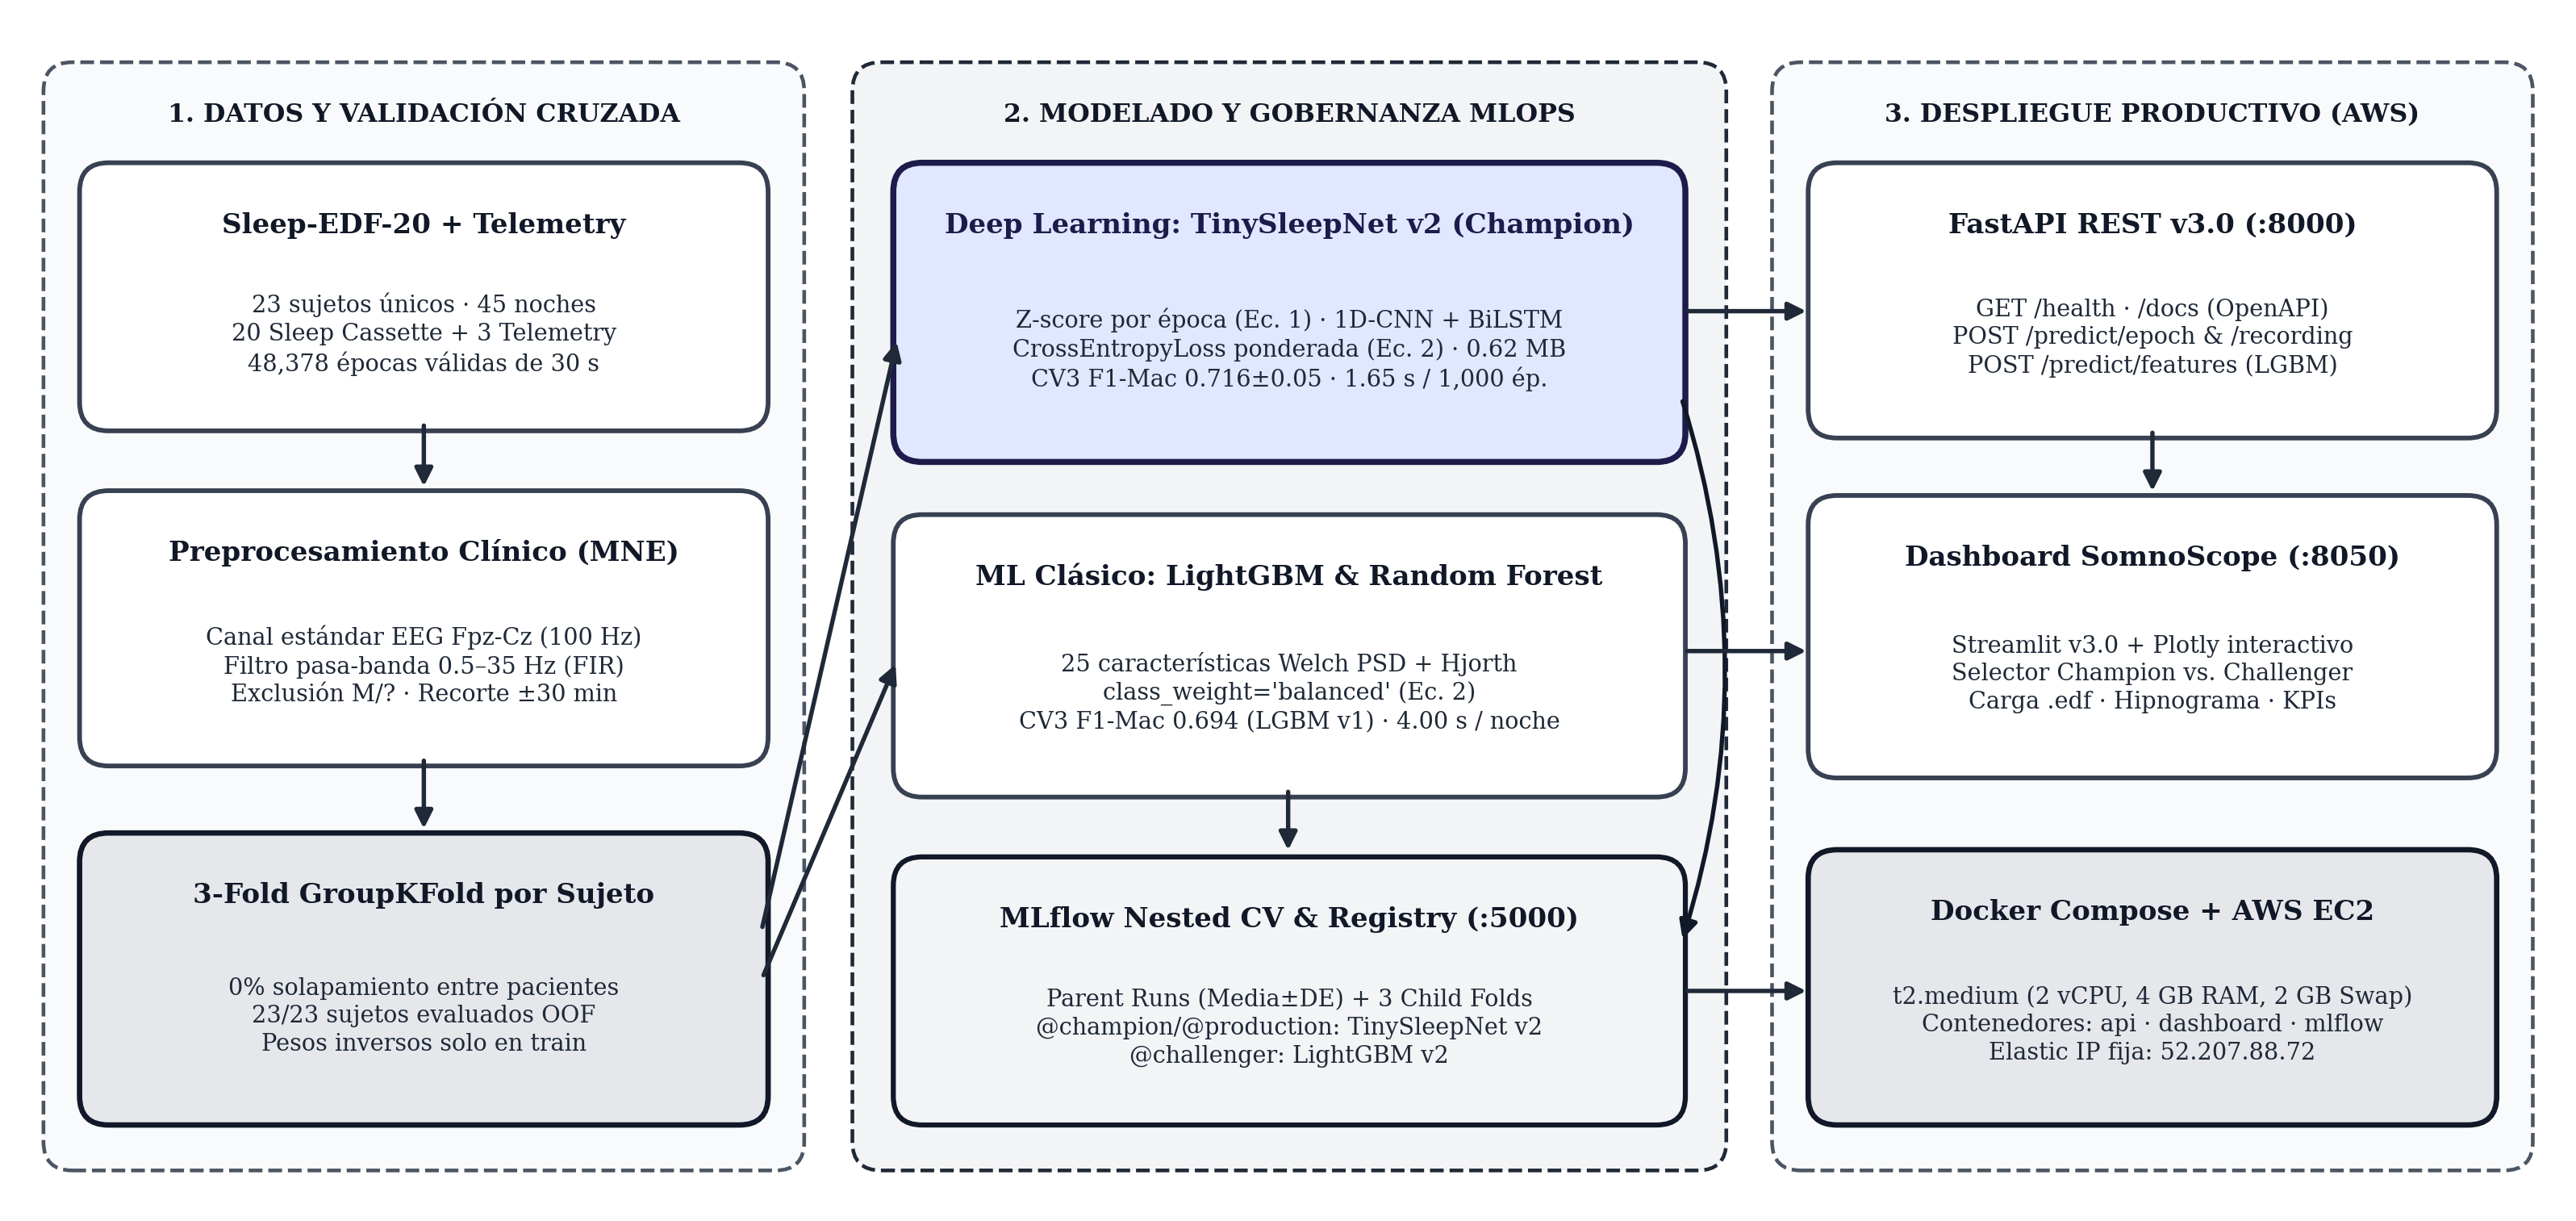 1. DATOS Y VALIDACIÓN CRUZADA
Sleep-EDF-20 + Telemetry
23 sujetos únicos · 45 noches
20 Sleep Cassette + 3 Telemetry
48,378 épocas válidas de 30 s
Preprocesamiento Clínico (MNE)
Canal estándar EEG Fpz-Cz (100 Hz)
Filtro pasa-banda 0.5–35 Hz (FIR)
Exclusión M/? · Recorte ±30 min
3-Fold GroupKFold por Sujeto
0% solapamiento entre pacientes
23/23 sujetos evaluados OOF
Pesos inversos solo en train
2. MODELADO Y GOBERNANZA MLOPS
Deep Learning: TinySleepNet v2 (Champion)
Z-score por época (Ec. 1) · 1D-CNN + BiLSTM
CrossEntropyLoss ponderada (Ec. 2) · 0.62 MB
CV3 F1-Mac 0.716±0.05 · 1.65 s / 1,000 ép.
ML Clásico: LightGBM & Random Forest
25 características Welch PSD + Hjorth
class_weight='balanced' (Ec. 2)
CV3 F1-Mac 0.694 (LGBM v1) · 4.00 s / noche
MLflow Nested CV & Registry (:5000)
Parent Runs (Media±DE) + 3 Child Folds
@champion/@production: TinySleepNet v2
@challenger: LightGBM v2
3. DESPLIEGUE PRODUCTIVO (AWS)
FastAPI REST v3.0 (:8000)
GET /health · /docs (OpenAPI)
POST /predict/epoch & /recording
POST /predict/features (LGBM)
Dashboard SomnoScope (:8050)
Streamlit v3.0 + Plotly interactivo
Selector Champion vs. Challenger
Carga .edf · Hipnograma · KPIs
Docker Compose + AWS EC2
t2.medium (2 vCPU, 4 GB RAM, 2 GB Swap)
Contenedores: api · dashboard · mlflow
Elastic IP fija: 52.207.88.72